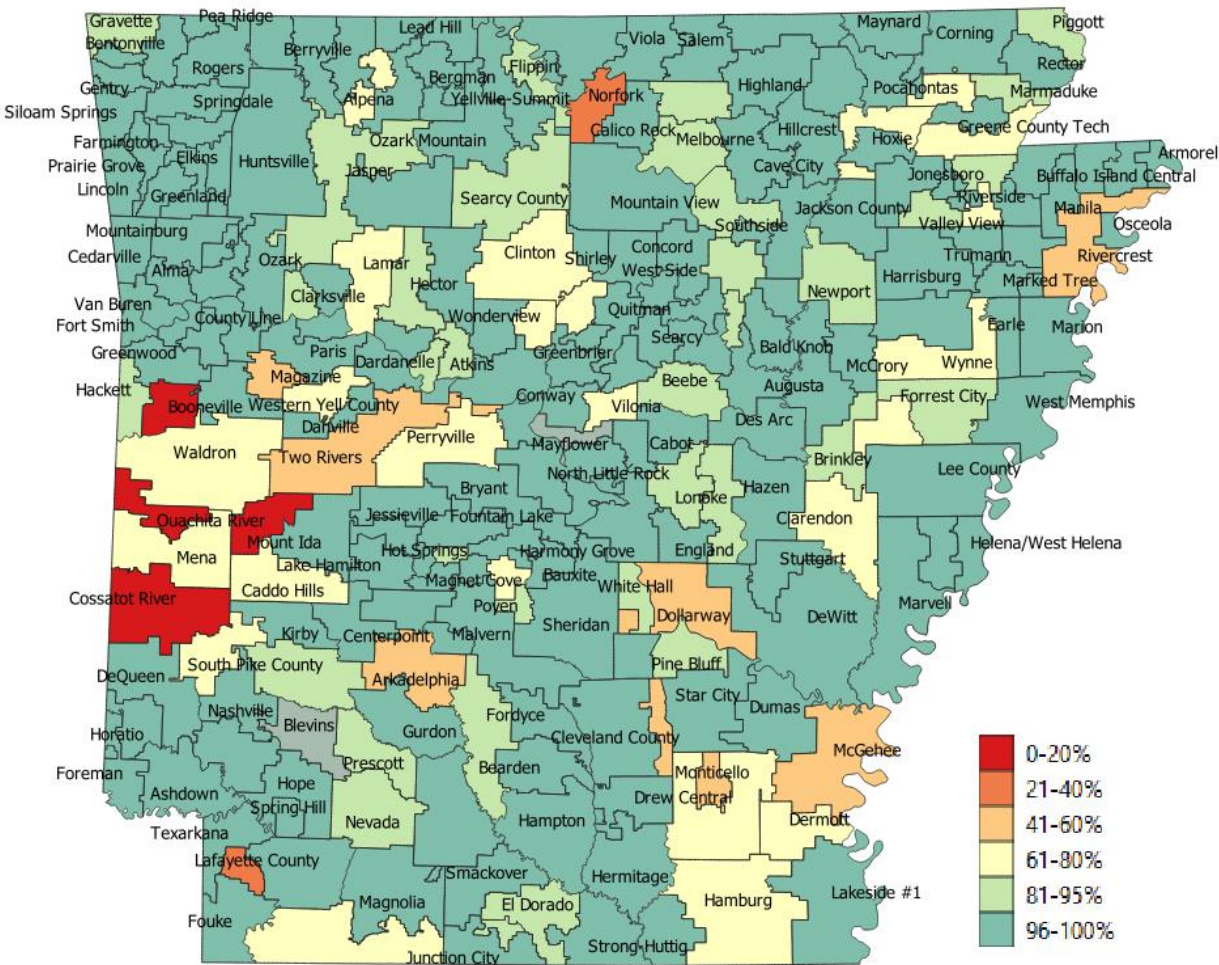 Pea Ridge
Gravette
Lead Hill
Maynard
Piggott
Bentonville
Berryville
Viola
Salem
Corning
Rogers
Bergman
Flippin
Rector
Gentry
Springdale
Alpena
Yellville-Summit
Norfork
Highland
Pocahontas
Marmaduke
Siloam Springs
Calico Rock
Hillcrest
Greene County Tech
Farmington
Ozark Mountain
Melbourne
Hoxie
Prairie Grove
Elkins
Huntsville
Jasper
Cave City
Jonesboro
Buffalo Island Central
Armorel
Lincoln
Greenland
Searcy County
Mountain View
Jackson County
Riverside
Manila
Mountainburg
Southside
Valley View
Osceola
Cedarville
Alma
Ozark
Lamar
Clinton
Shirley
Concord
West Side
Trumann
Rivercrest
Van Buren
Clarksville
Hector
Newport
Harrisburg
Marked Tree
Fort Smith
County Line
Wonderview
Quitman
Searcy
Earle
Marion
Greenwood
Paris
Dardanelle
Atkins
Greenbrier
Bald Knob
McCrory
Wynne
Hackett
Magazine
Beebe
Augusta
Booneville
Western Yell County
Conway
Vilonia
Forrest City
West Memphis
Danville
Perryville
Mayflower
Cabot
Des Arc
Waldron
Two Rivers
North Little Rock
Brinkley
Lee County
Bryant
Lonoke
Hazen
Ouachita River
Jessieville
Fountain Lake
Clarendon
Mount Ida
Hot Springs
Harmony Grove
England
Helena/West Helena
Mena
Lake Hamilton
Magnet Cove
Bauxite
Stuttgart
Cossatot River
Caddo Hills
Poyen
White Hall
Marvell
Kirby
Centerpoint
Malvern
Sheridan
Dollarway
DeWitt
DeQueen
South Pike County
Arkadelphia
Pine Bluff
Nashville
Blevins
Fordyce
Star City
Dumas
Horatio
Gurdon
Cleveland County
McGehee
Foreman
Prescott
Bearden
Monticello
Ashdown
Hope
Drew Central
Spring Hill
Nevada
Hampton
Dermott
Texarkana
Lafayette County
Smackover
Hermitage
Lakeside #1
Fouke
Magnolia
El Dorado
Hamburg
Junction City
Strong-Huttig
0-20%
21-40%
41-60%
61-80%
81-95%
96-100%